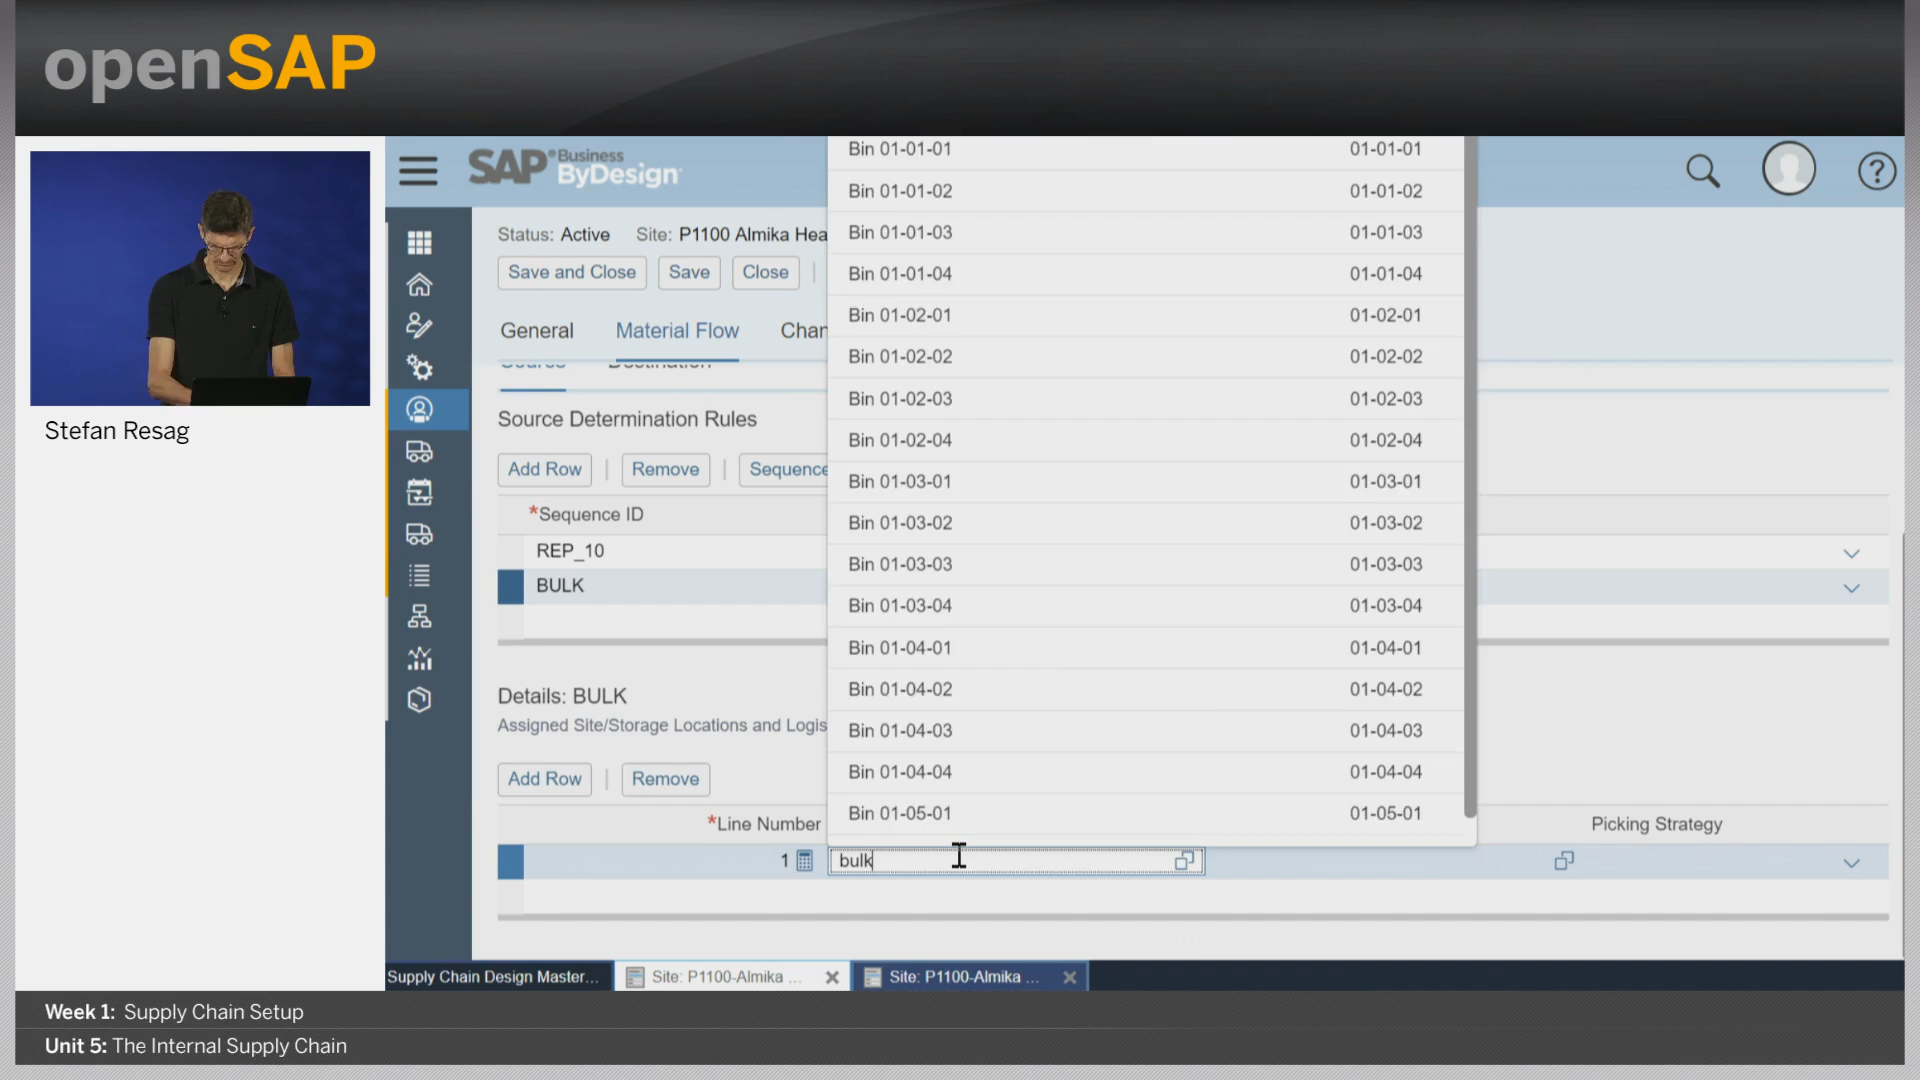 openSAP
SAP Business ByDesign
Status: Active Site: P1100 Almika Hea
Save and Close Save Close
General Material Flow Char
Source Destination
Source Determination Rules
Add Row Remove Sequence
*Sequence ID
REP_10
BULK
Details: BULK
Assigned Site/Storage Locations and Logis
Add Row Remove
*Line Number
Picking Strategy
1 bulk
Bin 01-01-01 01-01-01
Bin 01-01-02 01-01-02
Bin 01-01-03 01-01-03
Bin 01-01-04 01-01-04
Bin 01-02-01 01-02-01
Bin 01-02-02 01-02-02
Bin 01-02-03 01-02-03
Bin 01-02-04 01-02-04
Bin 01-03-01 01-03-01
Bin 01-03-02 01-03-02
Bin 01-03-03 01-03-03
Bin 01-03-04 01-03-04
Bin 01-04-01 01-04-01
Bin 01-04-02 01-04-02
Bin 01-04-03 01-04-03
Bin 01-04-04 01-04-04
Bin 01-05-01 01-05-01
Stefan Resag
Supply Chain Design Master... Site: P1100-Almika ... Site: P1100-Almika ...
Week 1: Supply Chain Setup
Unit 5: The Internal Supply Chain